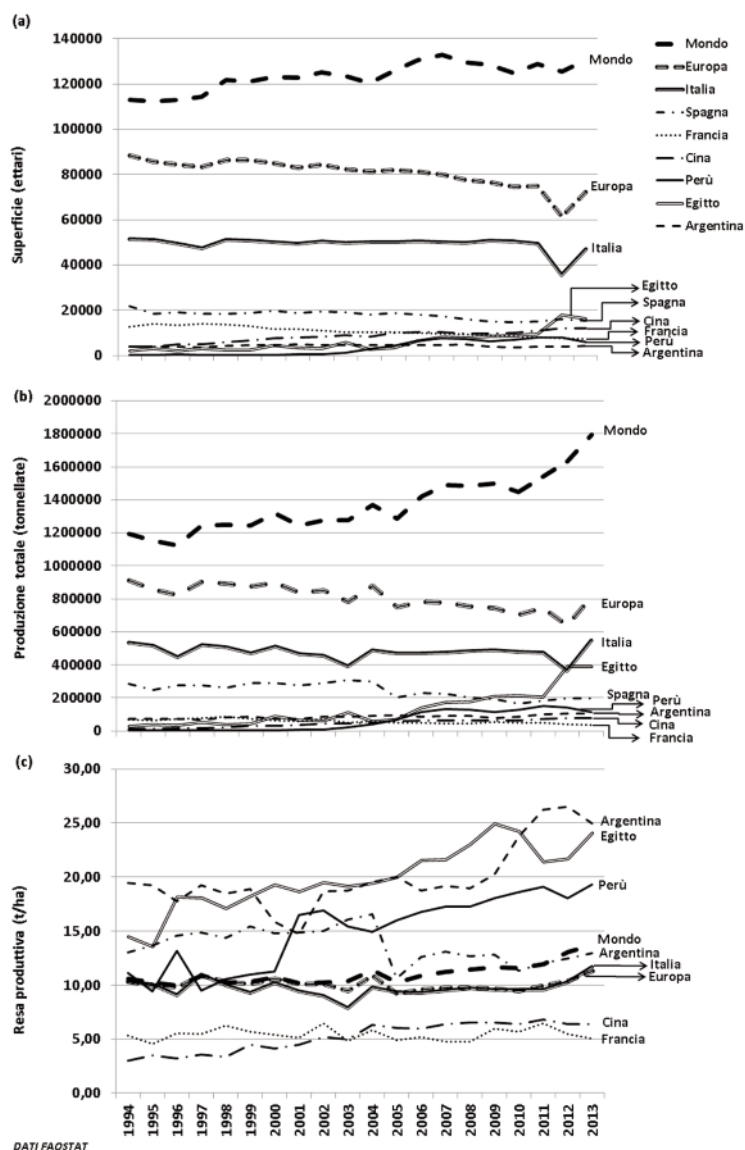 (a)
Superficie (ettari)
140000
120000
100000
80000
60000
40000
20000
0
Mondo
Europa
Italia
Egitto
Spagna
Cina
Francia
Perù
Argentina
Mondo
Europa
Italia
Spagna
Francia
Cina
Perù
Egitto
Argentina
(b)
Produzione totale (tonnellate)
2000000
1800000
1600000
1400000
1200000
1000000
800000
600000
400000
200000
0
Mondo
Europa
Italia
Egitto
Spagna
Perù
Argentina
Cina
Francia
(c)
Resa produttiva (t/ha)
30,00
25,00
20,00
15,00
10,00
5,00
0,00
Argentina
Egitto
Perù
Mondo
Argentina
Italia
Europa
Cina
Francia
1994
1995
1996
1997
1998
1999
2000
2001
2002
2003
2004
2005
2006
2007
2008
2009
2010
2011
2012
2013
DATI FAOSTAT